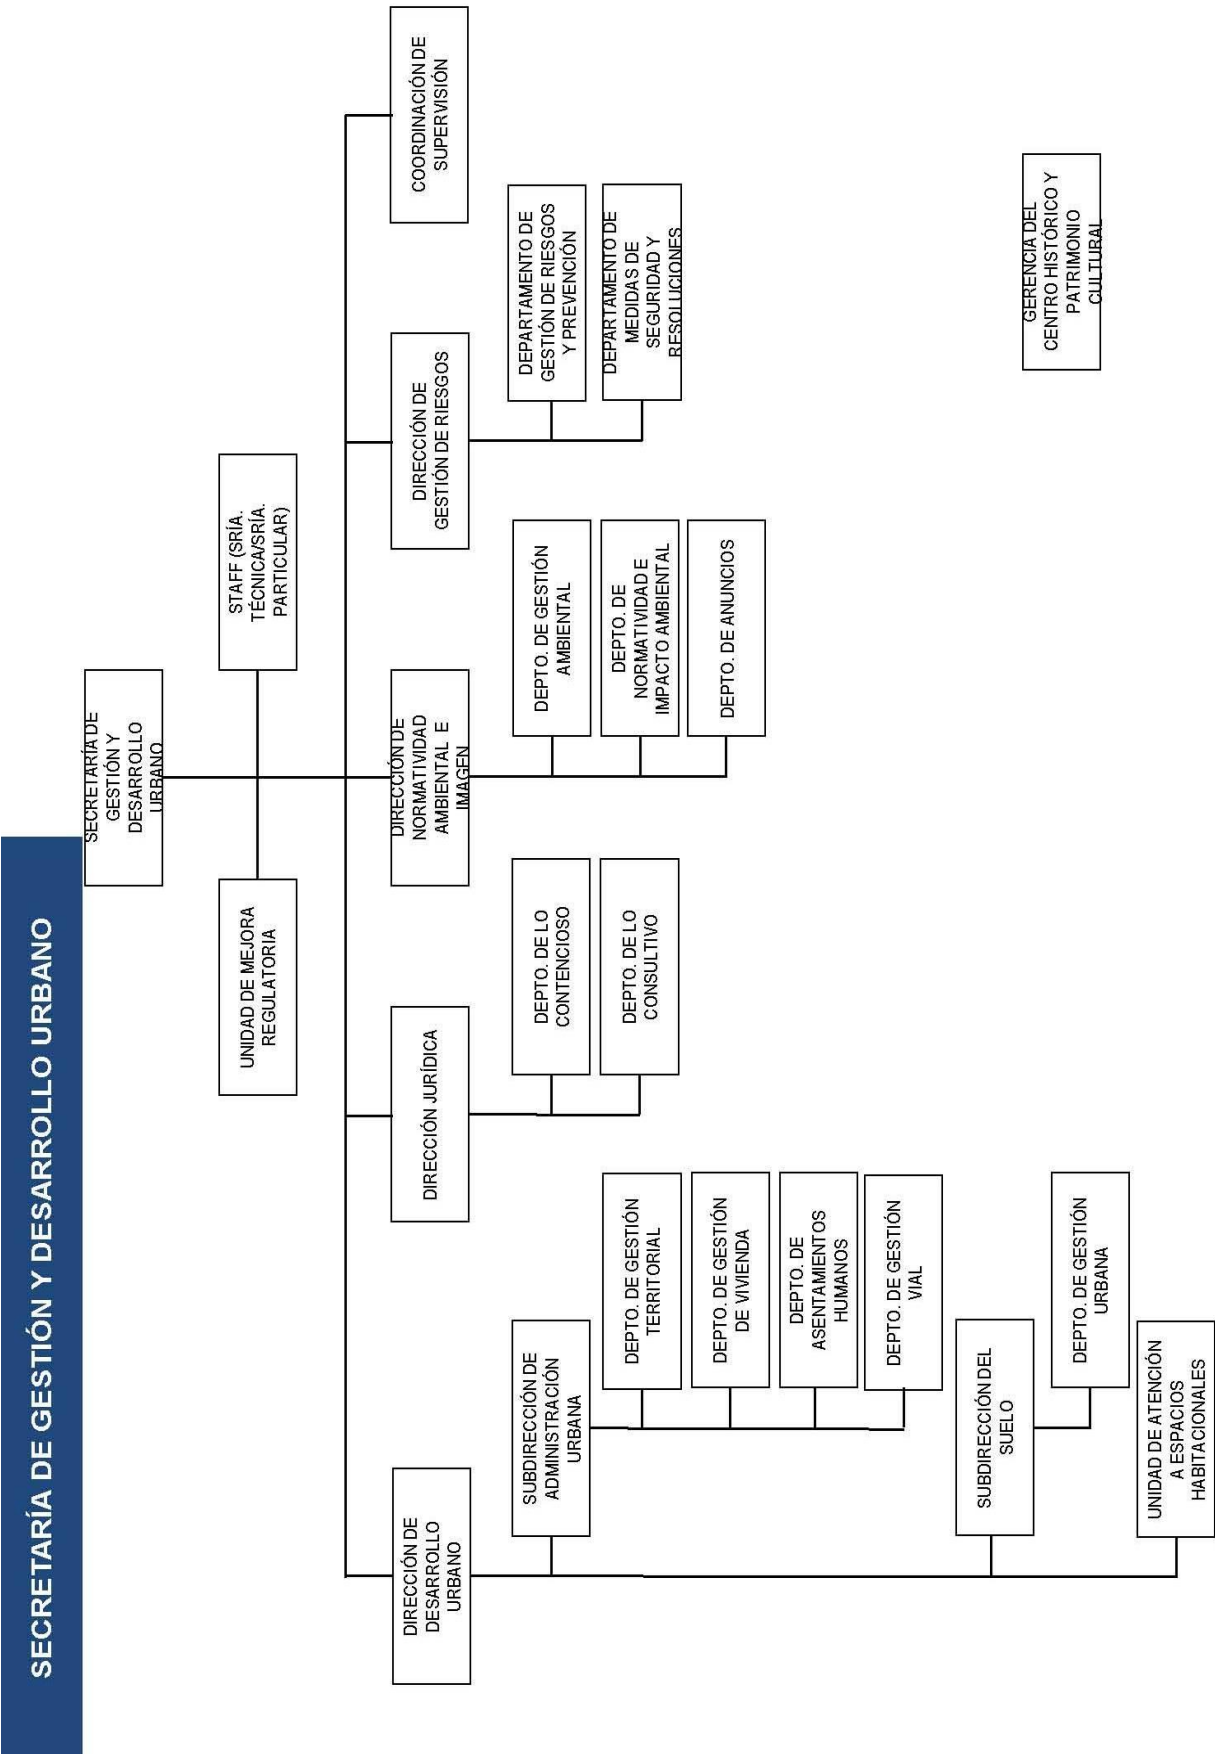 SECRETARÍA DE GESTIÓN Y DESARROLLO URBANO
SECRETARÍA DE
GESTIÓN Y
DESARROLLO
URBANO
UNIDAD DE MEJORA
REGULATORIA
STAFF (SRÍA.
TÉCNICA/SRÍA.
PARTICULAR)
DIRECCIÓN DE
DESARROLLO
URBANO
DIRECCIÓN JURÍDICA
DIRECCIÓN DE
NORMATIVIDAD
AMBIENTAL E
IMAGEN
DIRECCIÓN DE
GESTIÓN DE RIESGOS
COORDINACIÓN DE
SUPERVISIÓN
SUBDIRECCIÓN DE
ADMINISTRACIÓN
URBANA
DEPTO. DE GESTIÓN
TERRITORIAL
DEPTO. DE GESTIÓN
DE VIVIENDA
DEPTO. DE
ASENTAMIENTOS
HUMANOS
DEPTO. DE GESTIÓN
VIAL
SUBDIRECCIÓN DEL
SUELO
DEPTO. DE GESTIÓN
URBANA
UNIDAD DE ATENCIÓN
A ESPACIOS
HABITACIONALES
DEPTO. DE LO
CONTENCIOSO
DEPTO. DE LO
CONSULTIVO
DEPTO. DE GESTIÓN
AMBIENTAL
DEPTO. DE
NORMATIVIDAD E
IMPACTO AMBIENTAL
DEPTO. DE ANUNCIOS
DEPARTAMENTO DE
GESTIÓN DE RIESGOS
Y PREVENCIÓN
DEPARTAMENTO DE
MEDIDAS DE
SEGURIDAD Y
RESOLUCIONES
GERENCIA DEL
CENTRO HISTÓRICO Y
PATRIMONIO
CULTURAL